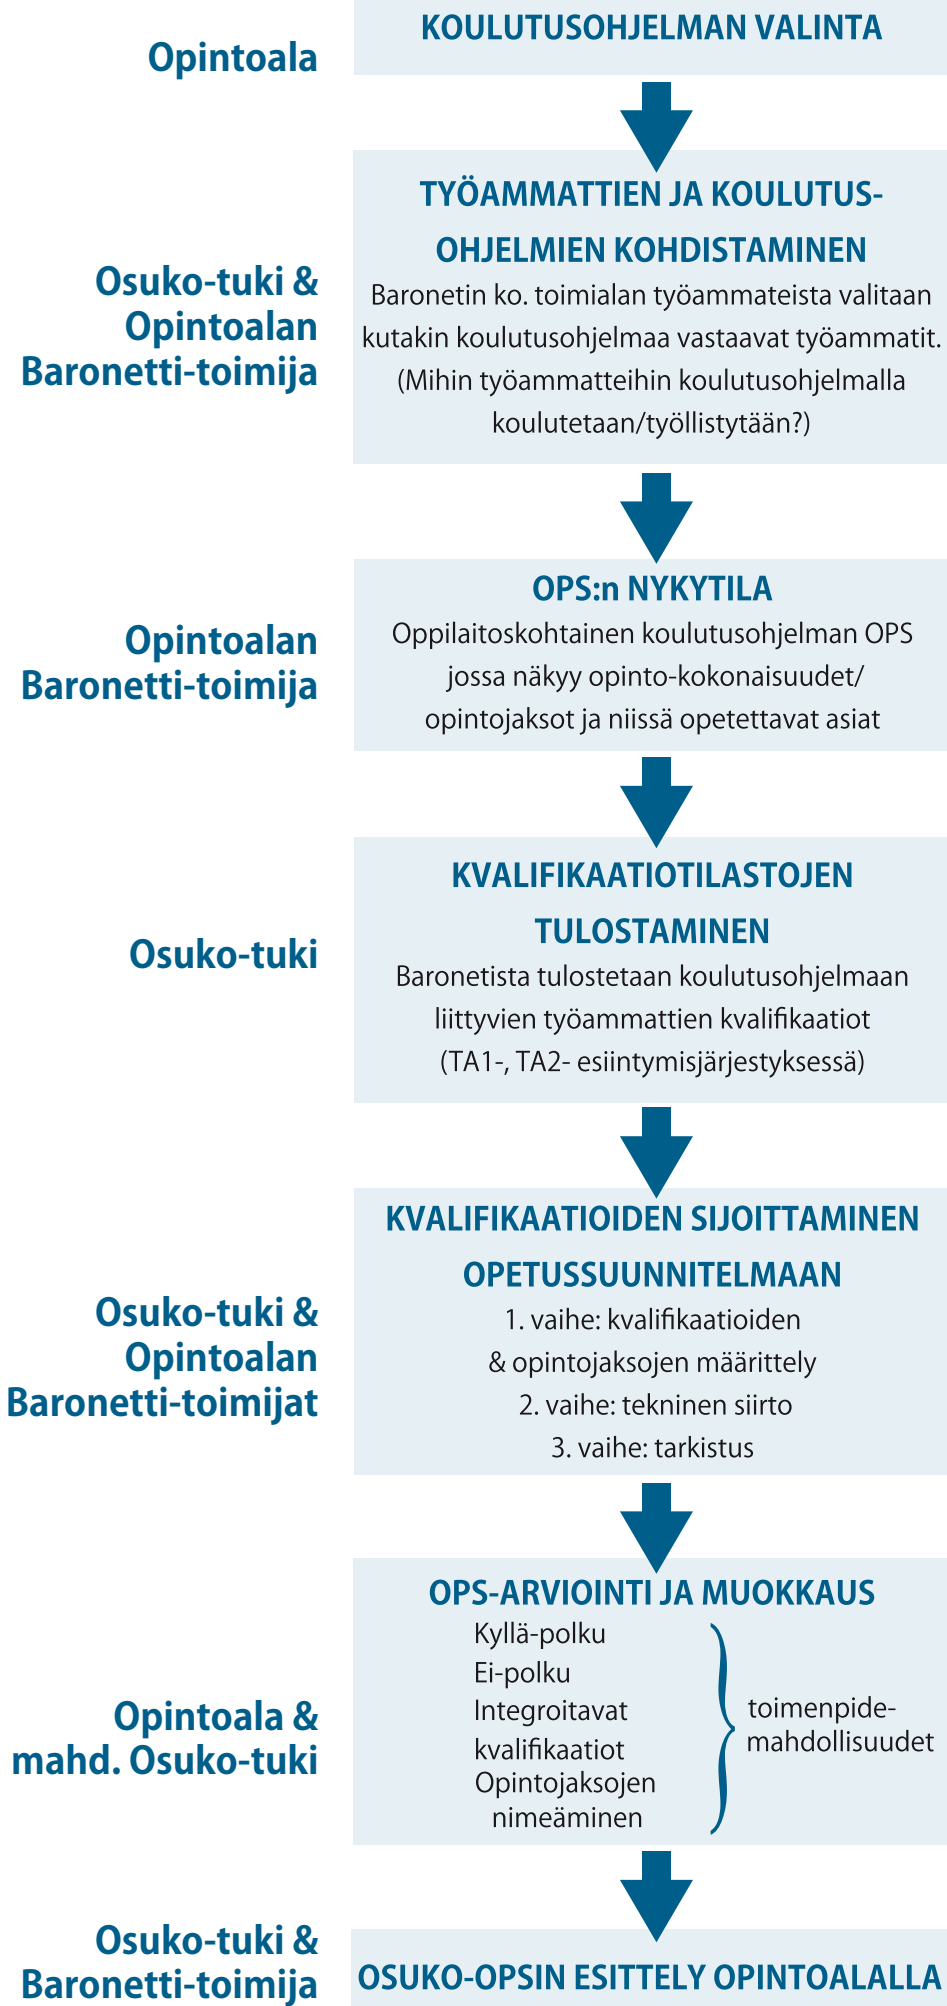 Opintoala
KOULUTUSOHJELMAN VALINTA
Osuko-tuki &
Opintoalan
Baronetti-toimija
TYÖAMMATTIEN JA KOULUTUS-
OHJELMIEN KOHDISTAMINEN
Baronetin ko. toimialan työammateista valitaan
kutakin koulutusohjelmaa vastaavat työammatit.
(Mihin työammatteihin koulutusohjelmalla
koulutetaan/työllistytään?)
Opintoalan
Baronetti-toimija
OPS:n NYKYTILA
Oppilaitoskohtainen koulutusohjelman OPS
jossa näkyy opinto-kokonaisuudet/
opintojaksot ja niissä opetettavat asiat
Osuko-tuki
KVALIFIKAATIOTILASTOJEN
TULOSTAMINEN
Baronetista tulostetaan koulutusohjelmaan
liittyvien työammattien kvalifikaatiot
(TA1-, TA2- esiintymisjärjestyksessä)
Osuko-tuki &
Opintoalan
Baronetti-toimijat
KVALIFIKAATIOIDEN SIJOITTAMINEN
OPETUSSUUNNITELMAAN
1. vaihe: kvalifikaatioiden
& opintojaksojen määrittely
2. vaihe: tekninen siirto
3. vaihe: tarkistus
Opintoala &
mahd. Osuko-tuki
OPS-ARVIOINTI JA MUOKKAUS
Kyllä-polku
Ei-polku
Integroitavat
kvalifikaatiot
Opintojaksojen
nimeäminen
toimenpide-
mahdollisuudet
Osuko-tuki &
Baronetti-toimija
OSUKO-OPSIN ESITTELY OPINTOALALLA